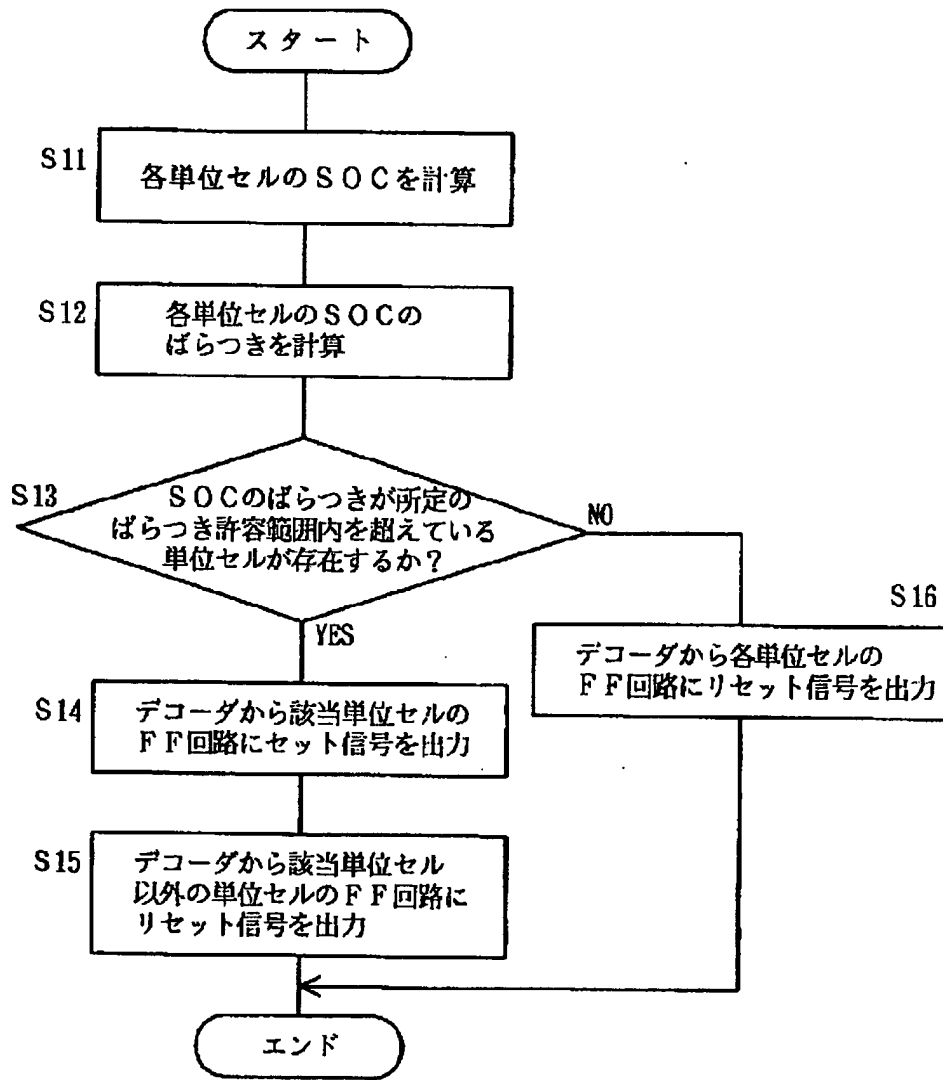 スタート
S11
各単位セルのSOCを計算
S12
各単位セルのSOCの
ばらつきを計算
S13
SOCのばらつきが所定の
ばらつき許容範囲内を超えている
単位セルが存在するか？
NO
YES
S16
デコーダから各単位セルの
FF回路にリセット信号を出力
S14
デコーダから該当単位セルの
FF回路にセット信号を出力
S15
デコーダから該当単位セル
以外の単位セルのFF回路に
リセット信号を出力
エンド